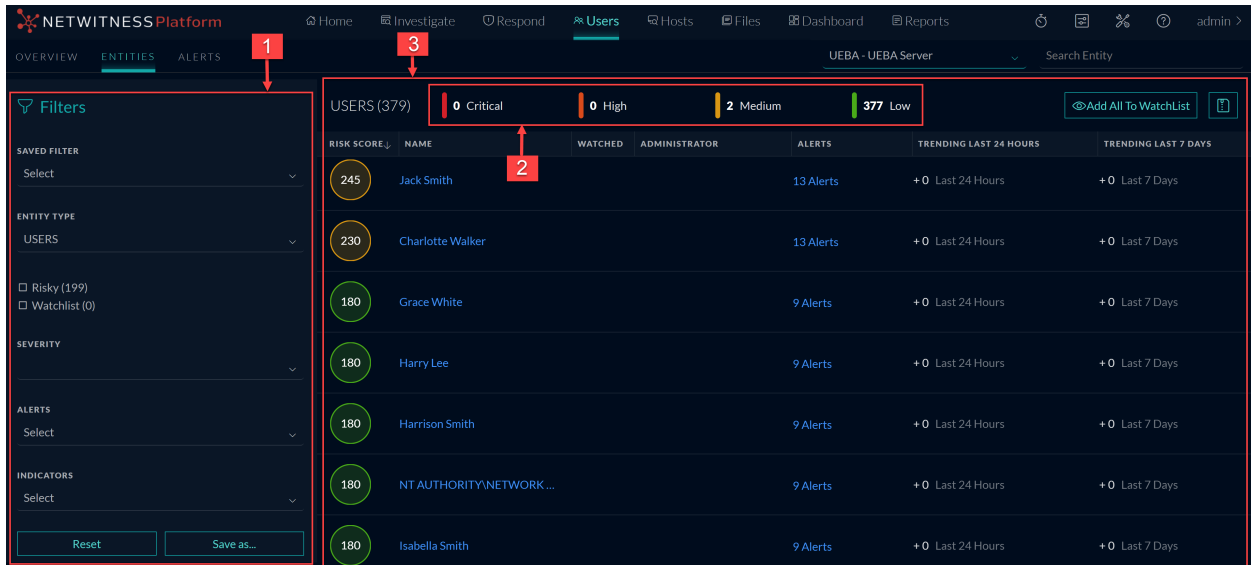 NETWITNESS Platform
Home Investigate Respond Users Hosts Files Dashboard Reports admin >
OVERVIEW ENTITIES ALERTS
UEBA - UEBA Server
Search Entity
1
3
Filters
SAVED FILTER
Select
ENTITY TYPE
USERS
Risky (199)
Watchlist (0)
SEVERITY
ALERTS
Select
INDICATORS
Select
Reset Save as...
USERS (379) 0 Critical 0 High 2 Medium 377 Low Add All To WatchList
2
RISK SCORE NAME WATCHED ADMINISTRATOR ALERTS TRENDING LAST 24 HOURS TRENDING LAST 7 DAYS
245 Jack Smith 13 Alerts + 0 Last 24 Hours + 0 Last 7 Days
230 Charlotte Walker 13 Alerts + 0 Last 24 Hours + 0 Last 7 Days
180 Grace White 9 Alerts + 0 Last 24 Hours + 0 Last 7 Days
180 Harry Lee 9 Alerts + 0 Last 24 Hours + 0 Last 7 Days
180 Harrison Smith 9 Alerts + 0 Last 24 Hours + 0 Last 7 Days
180 NT AUTHORITY\NETWORK ... 9 Alerts + 0 Last 24 Hours + 0 Last 7 Days
180 Isabella Smith 9 Alerts + 0 Last 24 Hours + 0 Last 7 Days